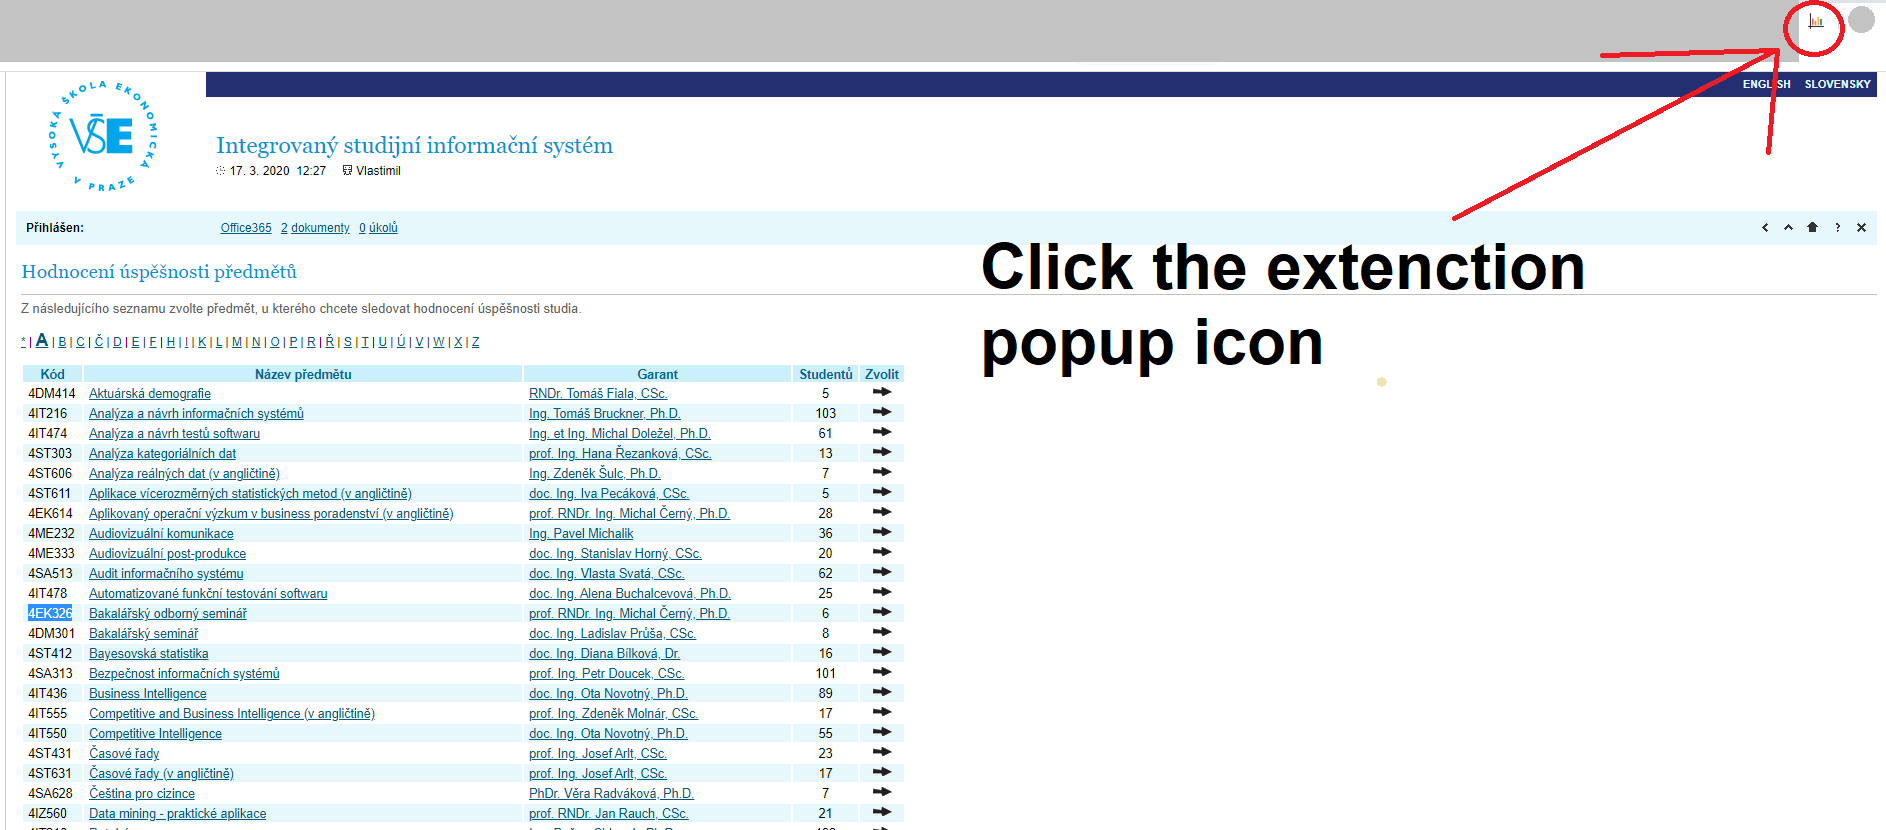 ENGLISH SLOVENSKY
VYSOKÁ ŠKOLA EKONOMICKÁ V PRAZE
VŠE
Integrovaný studijní informační systém
17. 3. 2020 12:27 Vlastimil
Přihlášen: Office365 2 dokumenty 0 úkolů
Click the extenction
popup icon
Hodnocení úspěšnosti předmětů
Z následujícího seznamu zvolte předmět, u kterého chcete sledovat hodnocení úspěšnosti studia.
* | A | B | C | Č | D | E | F | H | I | K | L | M | N | O | P | R | Ř | S | T | U | Ú | V | W | X | Z
Kód Název předmětu Garant Studentů Zvolit
4DM414 Aktuárská demografie RNDr. Tomáš Fiala, CSc. 5
4IT216 Analýza a návrh informačních systémů Ing. Tomáš Bruckner, Ph.D. 103
4IT474 Analýza a návrh testů softwaru Ing. et Ing. Michal Doležel, Ph.D. 61
4ST303 Analýza kategoriálních dat prof. Ing. Hana Řezanková, CSc. 13
4ST606 Analýza reálných dat (v angličtině) Ing. Zdeněk Šulc, Ph.D. 7
4ST611 Aplikace vícerozměrných statistických metod (v angličtině) doc. Ing. Iva Pecáková, CSc. 5
4EK614 Aplikovaný operační výzkum v business poradenství (v angličtině) prof. RNDr. Ing. Michal Černý, Ph.D. 28
4ME232 Audiovizuální komunikace Ing. Pavel Michalik 36
4ME333 Audiovizuální post-produkce doc. Ing. Stanislav Horný, CSc. 20
4SA513 Audit informačního systému doc. Ing. Vlasta Svatá, CSc. 62
4IT478 Automatizované funkční testování softwaru doc. Ing. Alena Buchalcevová, Ph.D. 25
4EK326 Bakalářský odborný seminář prof. RNDr. Ing. Michal Černý, Ph.D. 6
4DM301 Bakalářský seminář doc. Ing. Ladislav Průša, CSc. 8
4ST412 Bayesovská statistika doc. Ing. Diana Bílková, Dr. 16
4SA313 Bezpečnost informačních systémů prof. Ing. Petr Doucek, CSc. 101
4IT436 Business Intelligence doc. Ing. Ota Novotný, Ph.D. 89
4IT555 Competitive and Business Intelligence (v angličtině) prof. Ing. Zdeněk Molnár, CSc. 17
4IT550 Competitive Intelligence doc. Ing. Ota Novotný, Ph.D. 55
4ST431 Časové řady prof. Ing. Josef Arlt, CSc. 23
4ST631 Časové řady (v angličtině) prof. Ing. Josef Arlt, CSc. 17
4SA628 Čeština pro cizince PhDr. Věra Radváková, Ph.D. 7
4IZ560 Data mining - praktické aplikace prof. RNDr. Jan Rauch, CSc. 21